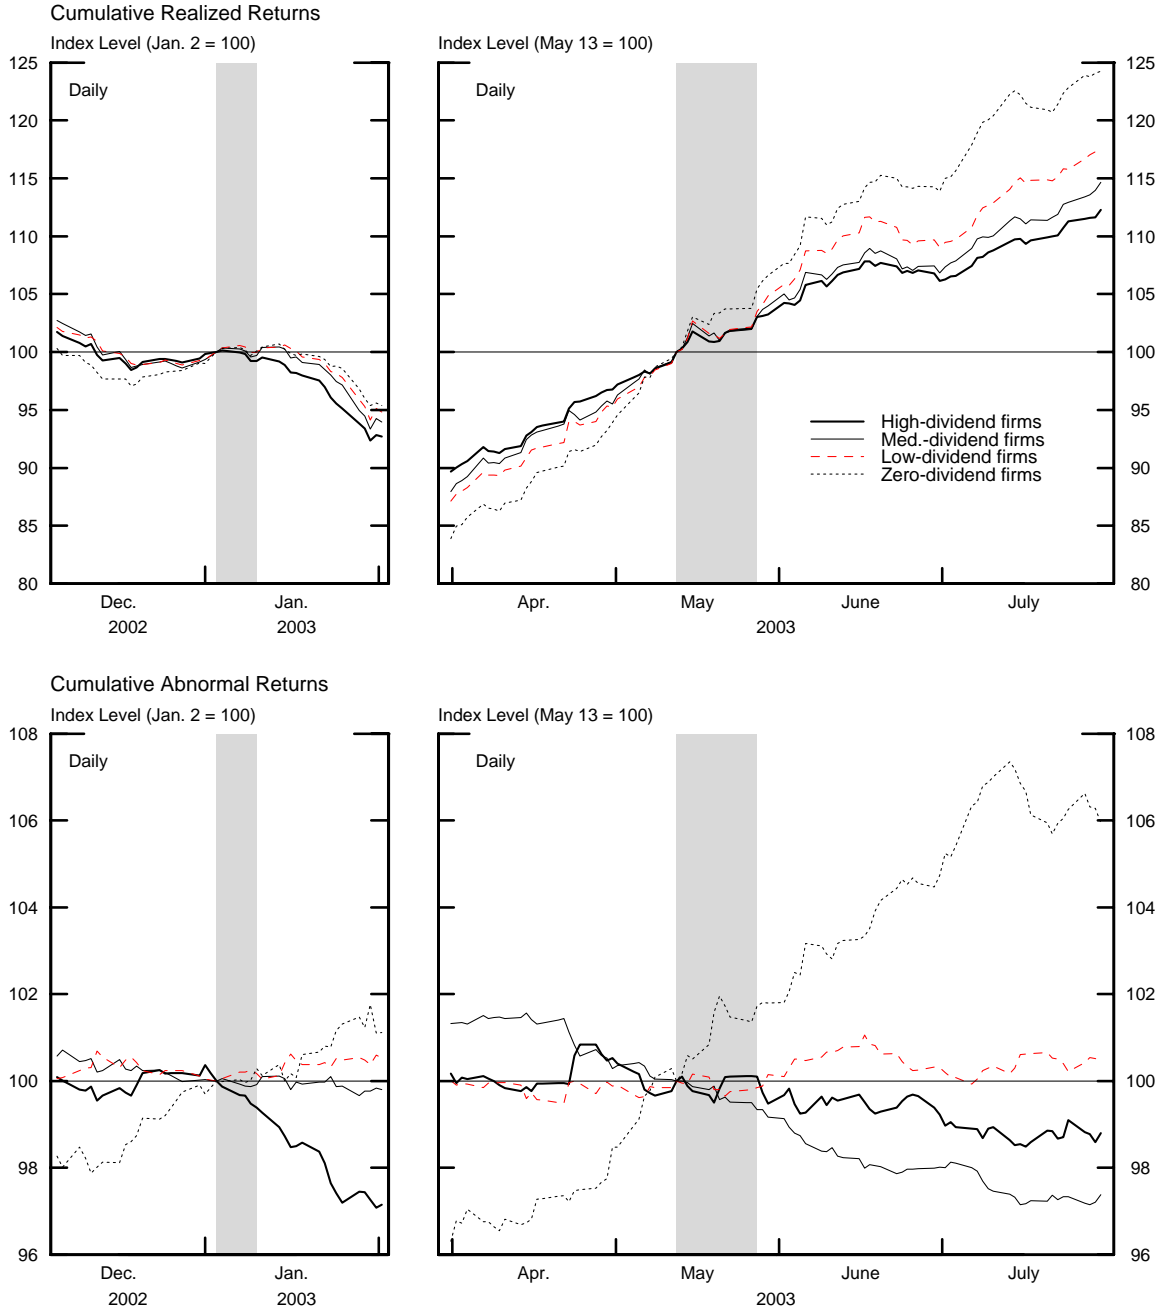 Cumulative Realized Returns
Index Level (Jan. 2 = 100)
Index Level (May 13 = 100)
125
120
115
110
105
100
95
90
85
80
Daily
Daily
125
120
115
110
105
100
95
90
85
80
High-dividend firms
Med.-dividend firms
Low-dividend firms
Zero-dividend firms
Dec.
Jan.
Apr.
May
June
July
2002
2003
2003
Cumulative Abnormal Returns
Index Level (Jan. 2 = 100)
Index Level (May 13 = 100)
108
106
104
102
100
98
96
Daily
Daily
108
106
104
102
100
98
96
Dec.
Jan.
Apr.
May
June
July
2002
2003
2003